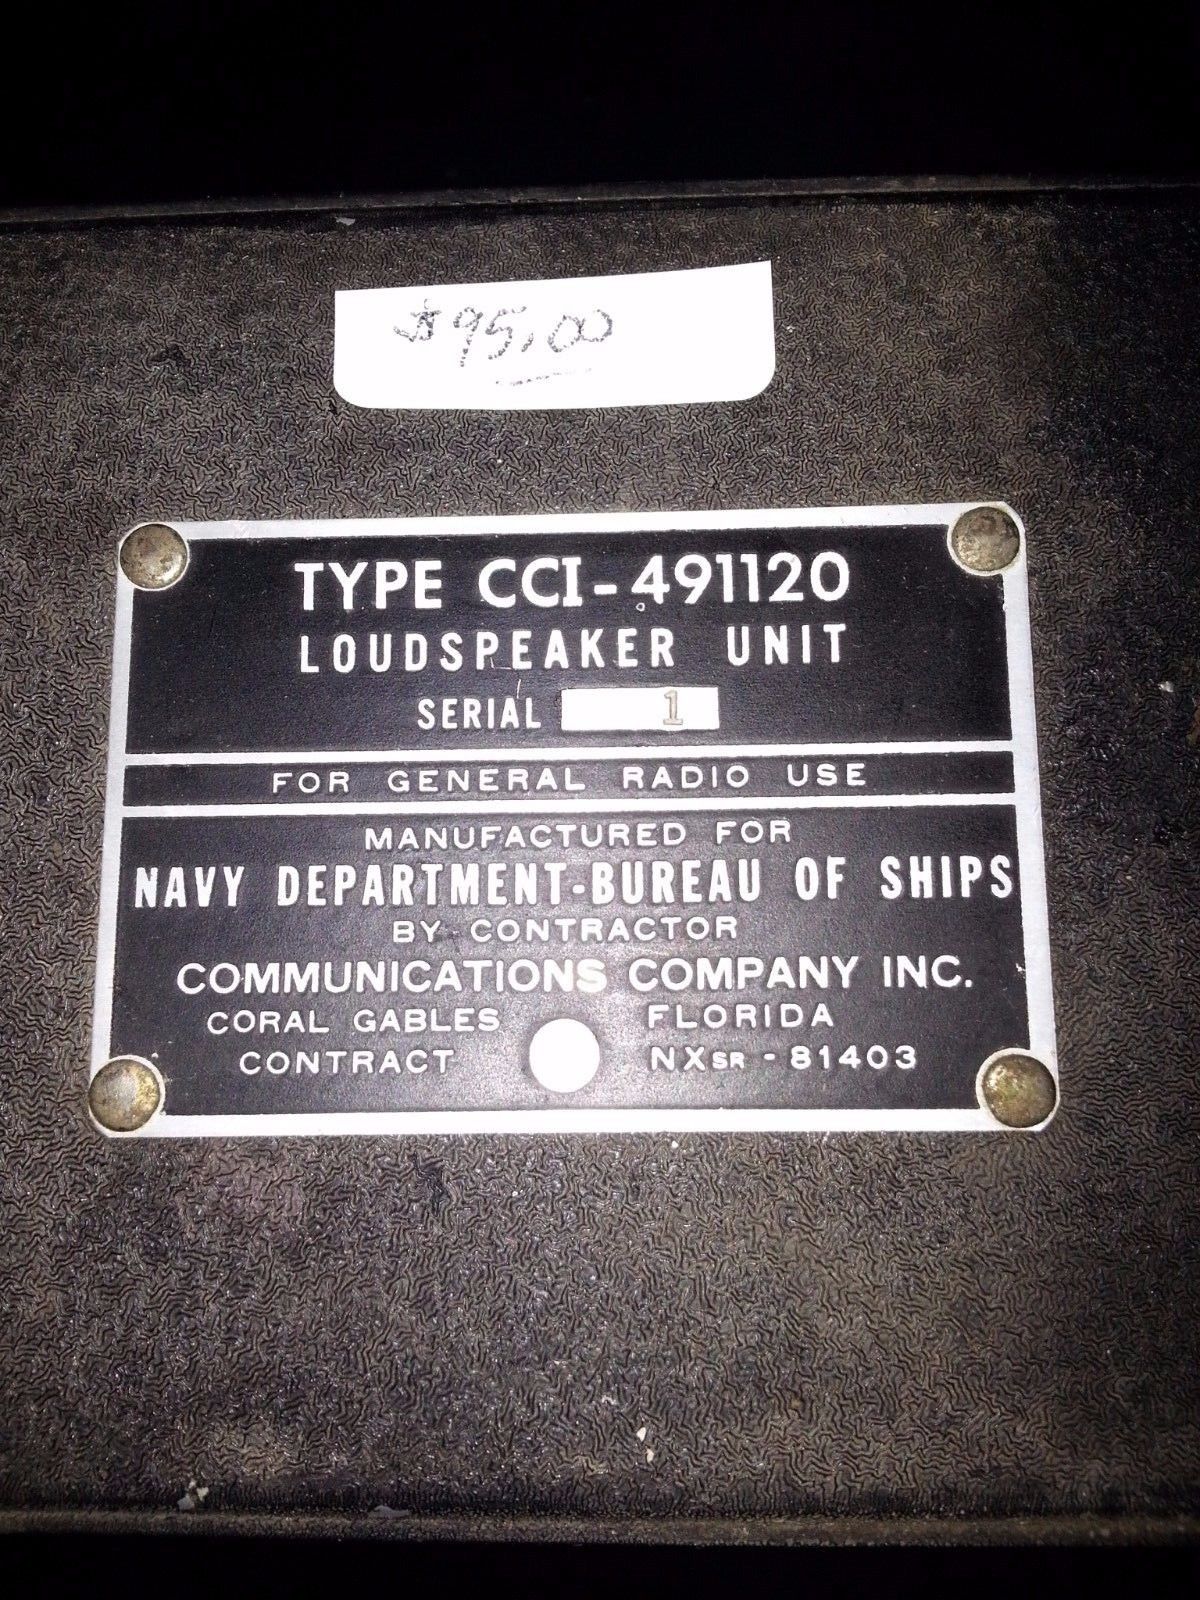 $95.00
TYPE CCI-491120
LOUDSPEAKER UNIT
SERIAL 1
FOR GENERAL RADIO USE
MANUFACTURED FOR
NAVY DEPARTMENT-BUREAU OF SHIPS
BY CONTRACTOR
COMMUNICATIONS COMPANY INC.
CORAL GABLES FLORIDA
CONTRACT NXSR - 81403